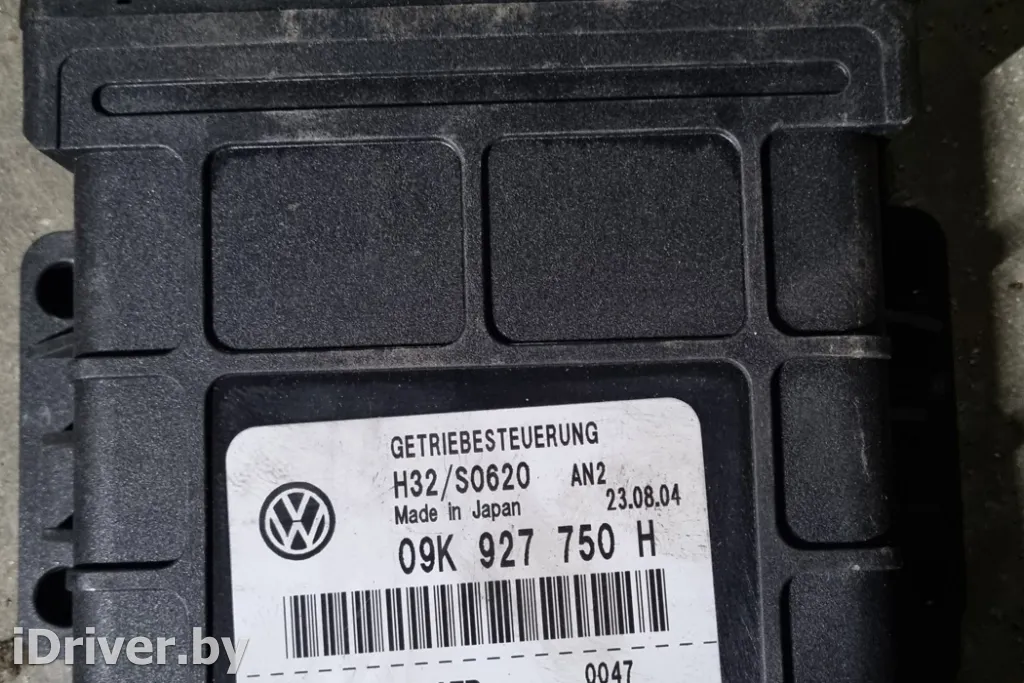 GETRIEBESTEUERUNG
H32/S0620 AN2
Made in Japan 23.08.04
09K 927 750 H
0047
iDriver.by